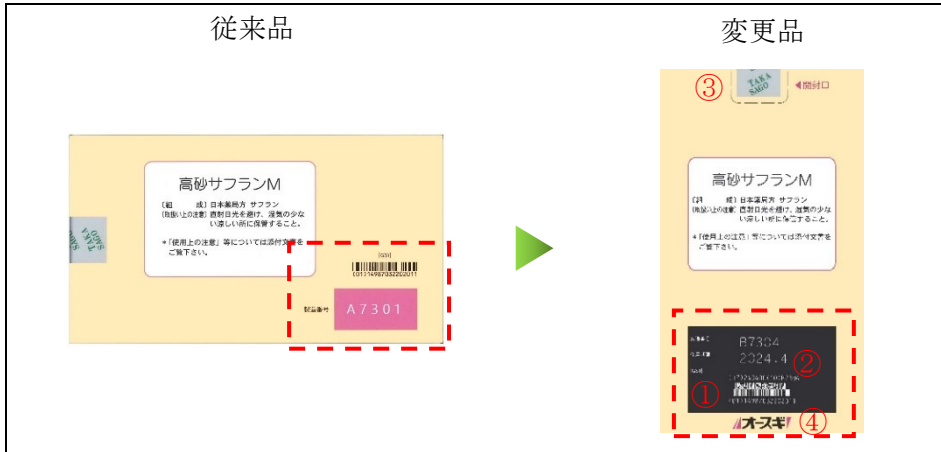 従来品
変更品
高砂サフランM
〔組 成〕日本薬局方 サフラン
(取扱い上の注意) 直射日光を避け、湿気の少な
い涼しい所に保管すること。
*「使用上の注意」等については添付文書を
ご覧下さい。
TAKA
SAGO
[GS1]
(01)14987032202011
製造番号
A7301
③
TAKA
SAGO
◀開封口
高砂サフランM
〔組 成〕日本薬局方 サフラン
(取扱い上の注意) 直射日光を避け、湿気の少な
い涼しい所に保管すること。
*「使用上の注意」等については添付文書を
ご覧下さい。
B7304
2024.4
②
①
オースギ
④